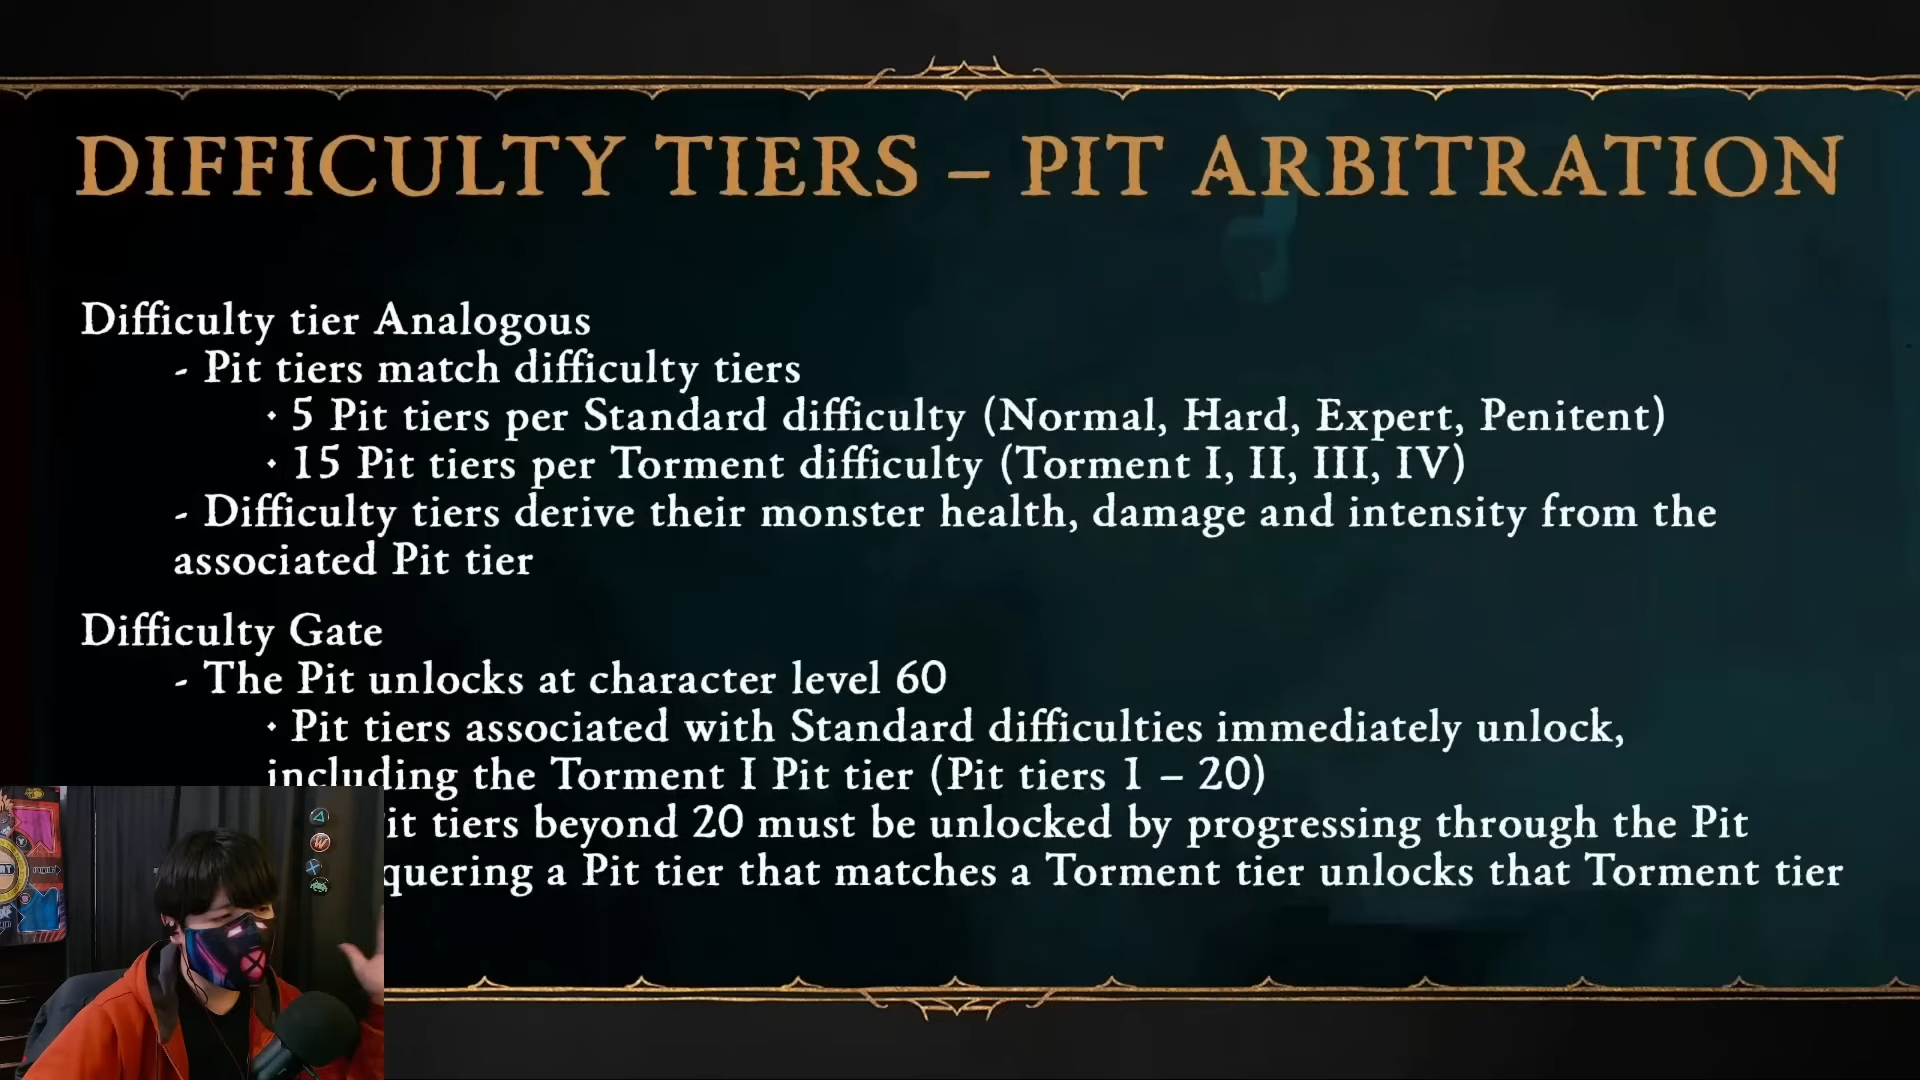 DIFFICULTY TIERS – PIT ARBITRATION
Difficulty tier Analogous
- Pit tiers match difficulty tiers
• 5 Pit tiers per Standard difficulty (Normal, Hard, Expert, Penitent)
• 15 Pit tiers per Torment difficulty (Torment I, II, III, IV)
- Difficulty tiers derive their monster health, damage and intensity from the
associated Pit tier
Difficulty Gate
- The Pit unlocks at character level 60
• Pit tiers associated with Standard difficulties immediately unlock,
including the Torment I Pit tier (Pit tiers 1 – 20)
it tiers beyond 20 must be unlocked by progressing through the Pit
quering a Pit tier that matches a Torment tier unlocks that Torment tier